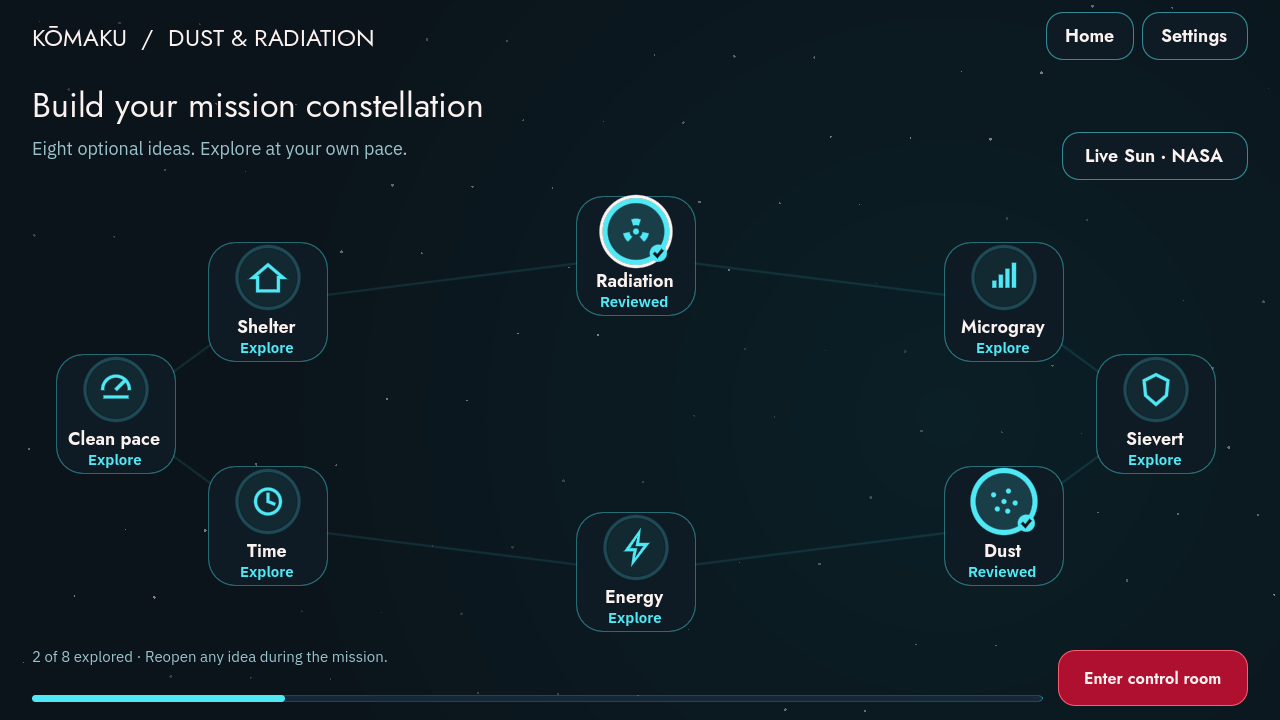 KŌMAKU / DUST & RADIATION
Home
Settings
Build your mission constellation
Eight optional ideas. Explore at your own pace.
Live Sun · NASA
Radiation
Reviewed
Shelter
Explore
Microgray
Explore
Clean pace
Explore
Sievert
Explore
Time
Explore
Dust
Reviewed
Energy
Explore
2 of 8 explored · Reopen any idea during the mission.
Enter control room